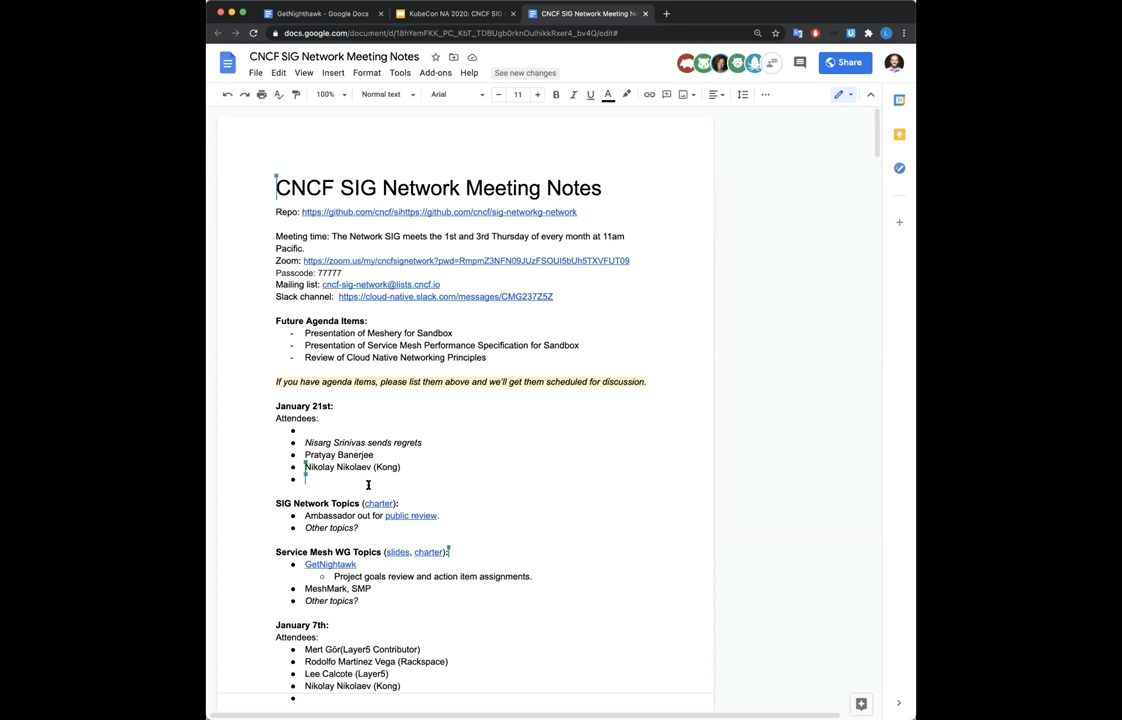 GetNighthawk - Google Docs
KubeCon NA 2020: CNCF SIG
CNCF SIG Network Meeting N
docs.google.com/document/d/18hYemFKK_PC_KbT_TDBUgb0rknOulhikkRxer4_bv4Q/edit#
CNCF SIG Network Meeting Notes
File Edit View Insert Format Tools Add-ons Help See new changes
Share
100% Normal text Arial 11 B I U A
CNCF SIG Network Meeting Notes
Repo: https://github.com/cncf/sihttps://github.com/cncf/sig-networkg-network
Meeting time: The Network SIG meets the 1st and 3rd Thursday of every month at 11am
Pacific.
Zoom: https://zoom.us/my/cncfsignetwork?pwd=RmpmZ3NFN09JUzFSOUI5bUh5TXVFUT09
Passcode: 77777
Mailing list: cncf-sig-network@lists.cncf.io
Slack channel: https://cloud-native.slack.com/messages/CMG237Z5Z
Future Agenda Items:
- Presentation of Meshery for Sandbox
- Presentation of Service Mesh Performance Specification for Sandbox
- Review of Cloud Native Networking Principles
If you have agenda items, please list them above and we'll get them scheduled for discussion.
January 21st:
Attendees:
●
● Nisarg Srinivas sends regrets
● Pratyay Banerjee
● Nikolay Nikolaev (Kong)
●
SIG Network Topics (charter):
● Ambassador out for public review.
● Other topics?
Service Mesh WG Topics (slides, charter):
● GetNightawk
○ Project goals review and action item assignments.
● MeshMark, SMP
● Other topics?
January 7th:
Attendees:
● Mert Gör(Layer5 Contributor)
● Rodolfo Martinez Vega (Rackspace)
● Lee Calcote (Layer5)
● Nikolay Nikolaev (Kong)
●